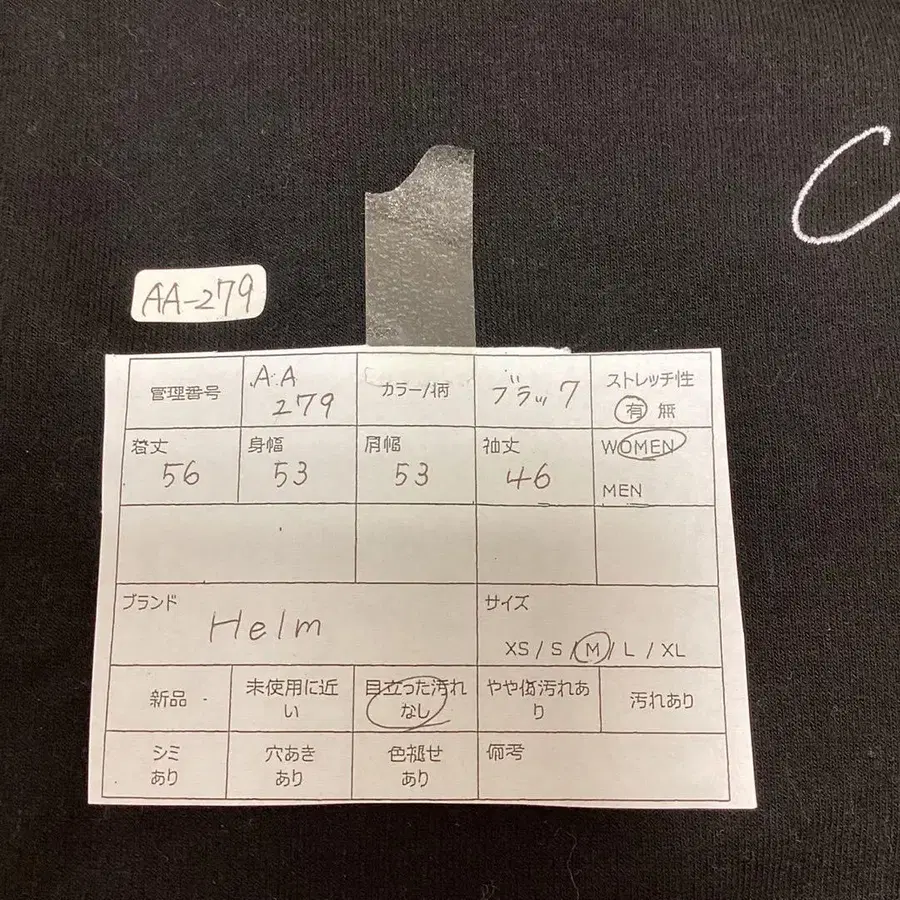 AA-279
管理番号
AA
279
カラー/柄
ブラック
ストレッチ性
有 無
着丈
56
身幅
53
肩幅
53
袖丈
46
WOMEN
MEN
ブランド
Helm
サイズ
XS / S / M / L / XL
新品
未使用に近
い
目立った汚れ
なし
やや傷汚れあ
り
汚れあり
シミ
あり
穴あき
あり
色褪せ
あり
備考